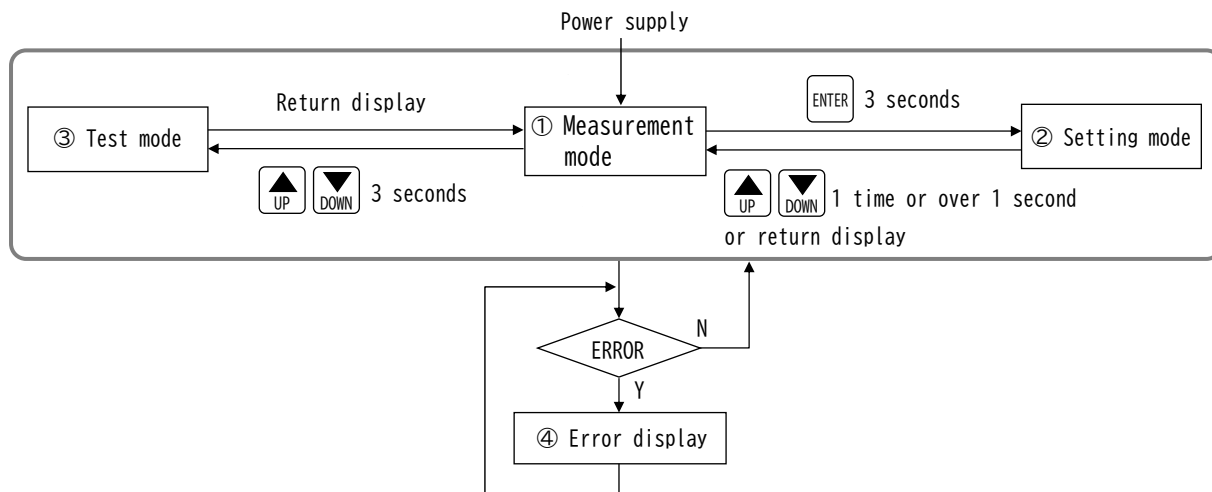 Power supply
Return display
ENTER 3 seconds
③ Test mode
① Measurement
mode
② Setting mode
UP DOWN 3 seconds
UP DOWN 1 time or over 1 second
or return display
ERROR
N
Y
④ Error display